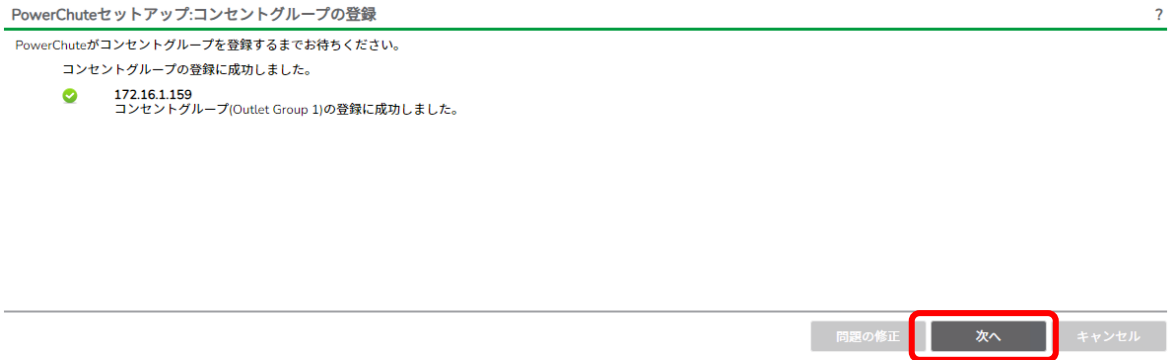 PowerChuteセットアップ:コンセントグループの登録 ?
PowerChuteがコンセントグループを登録するまでお待ちください。
コンセントグループの登録に成功しました。
172.16.1.159
コンセントグループ(Outlet Group 1)の登録に成功しました。
問題の修正 次へ キャンセル